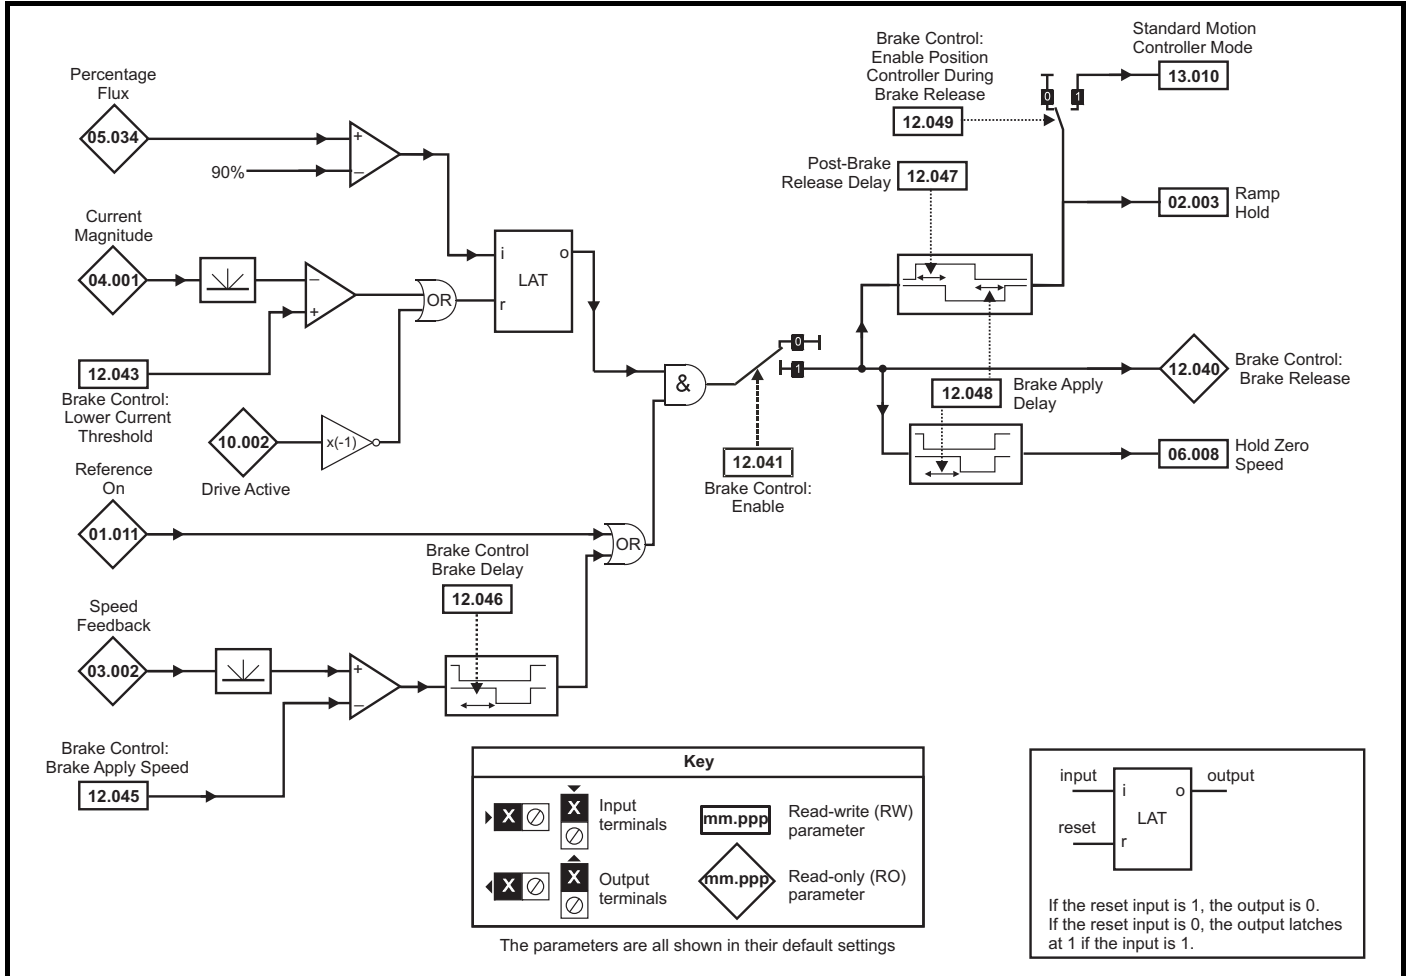 Percentage
Flux
05.034
90%
+
–
Current
Magnitude
04.001
–
+
12.043
Brake Control:
Lower Current
Threshold
OR
10.002
x(-1)
Drive Active
i
o
LAT
r
Reference
On
01.011
OR
Brake Control
Brake Delay
12.046
Speed
Feedback
03.002
+
–
Brake Control:
Brake Apply Speed
12.045
&
0
1
12.041
Brake Control:
Enable
Brake Control:
Enable Position
Controller During
Brake Release
12.049
0
1
Standard Motion
Controller Mode
13.010
Post-Brake
Release Delay
12.047
02.003
Ramp
Hold
12.040
Brake Control:
Brake Release
12.048
Brake Apply
Delay
06.008
Hold Zero
Speed
Key
X
X
Input
terminals
mm.ppp
Read-write (RW)
parameter
X
X
Output
terminals
mm.ppp
Read-only (RO)
parameter
The parameters are all shown in their default settings
input
i
o
output
LAT
reset
r
If the reset input is 1, the output is 0.
If the reset input is 0, the output latches
at 1 if the input is 1.